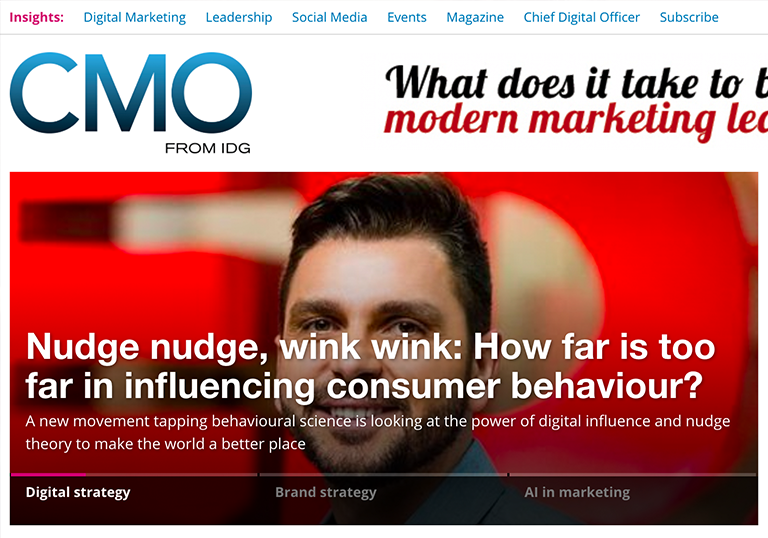 Insights: Digital Marketing Leadership Social Media Events Magazine Chief Digital Officer Subscribe
CMO
FROM IDG
What does it take to b
modern marketing lea
Nudge nudge, wink wink: How far is too
far in influencing consumer behaviour?
A new movement tapping behavioural science is looking at the power of digital influence and nudge
theory to make the world a better place
Digital strategy Brand strategy AI in marketing